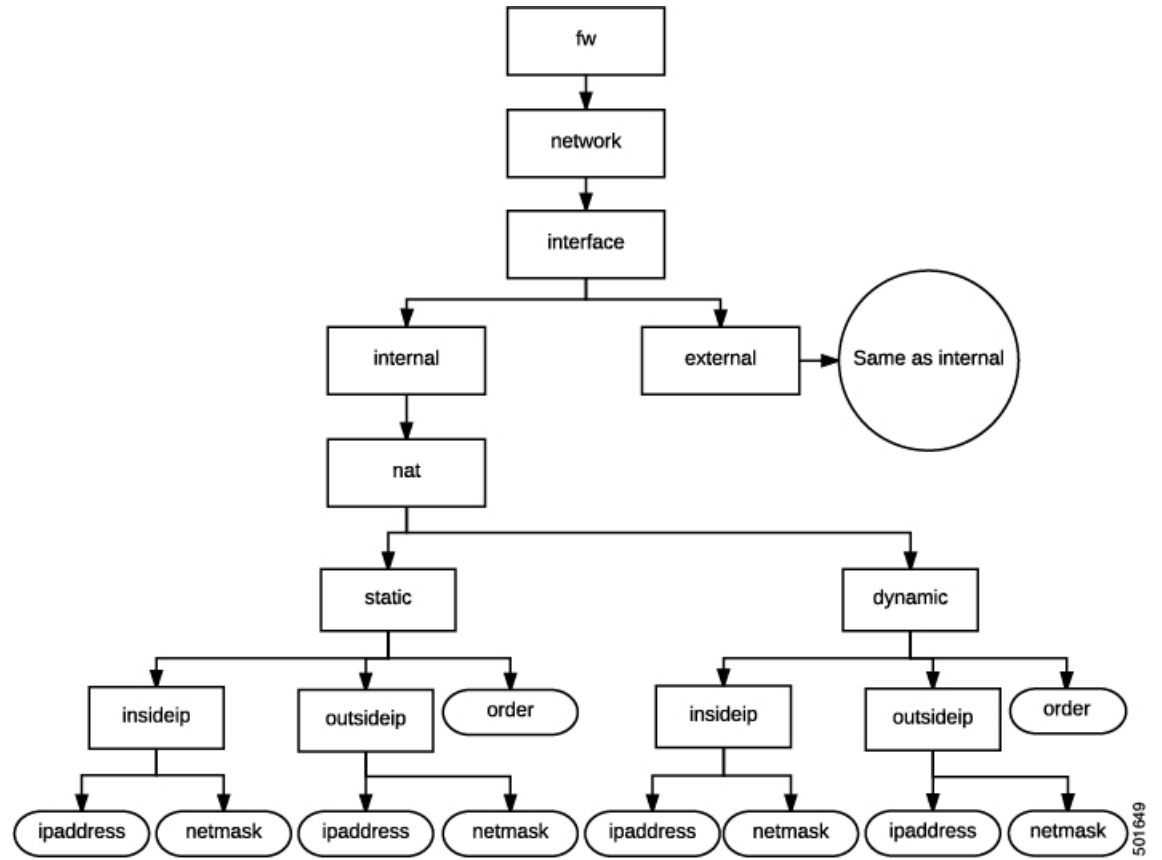 fw
network
interface
internal
external
Same as internal
nat
static
dynamic
insideip
outsideip
order
insideip
outsideip
order
ipaddress
netmask
ipaddress
netmask
ipaddress
netmask
ipaddress
netmask
501649